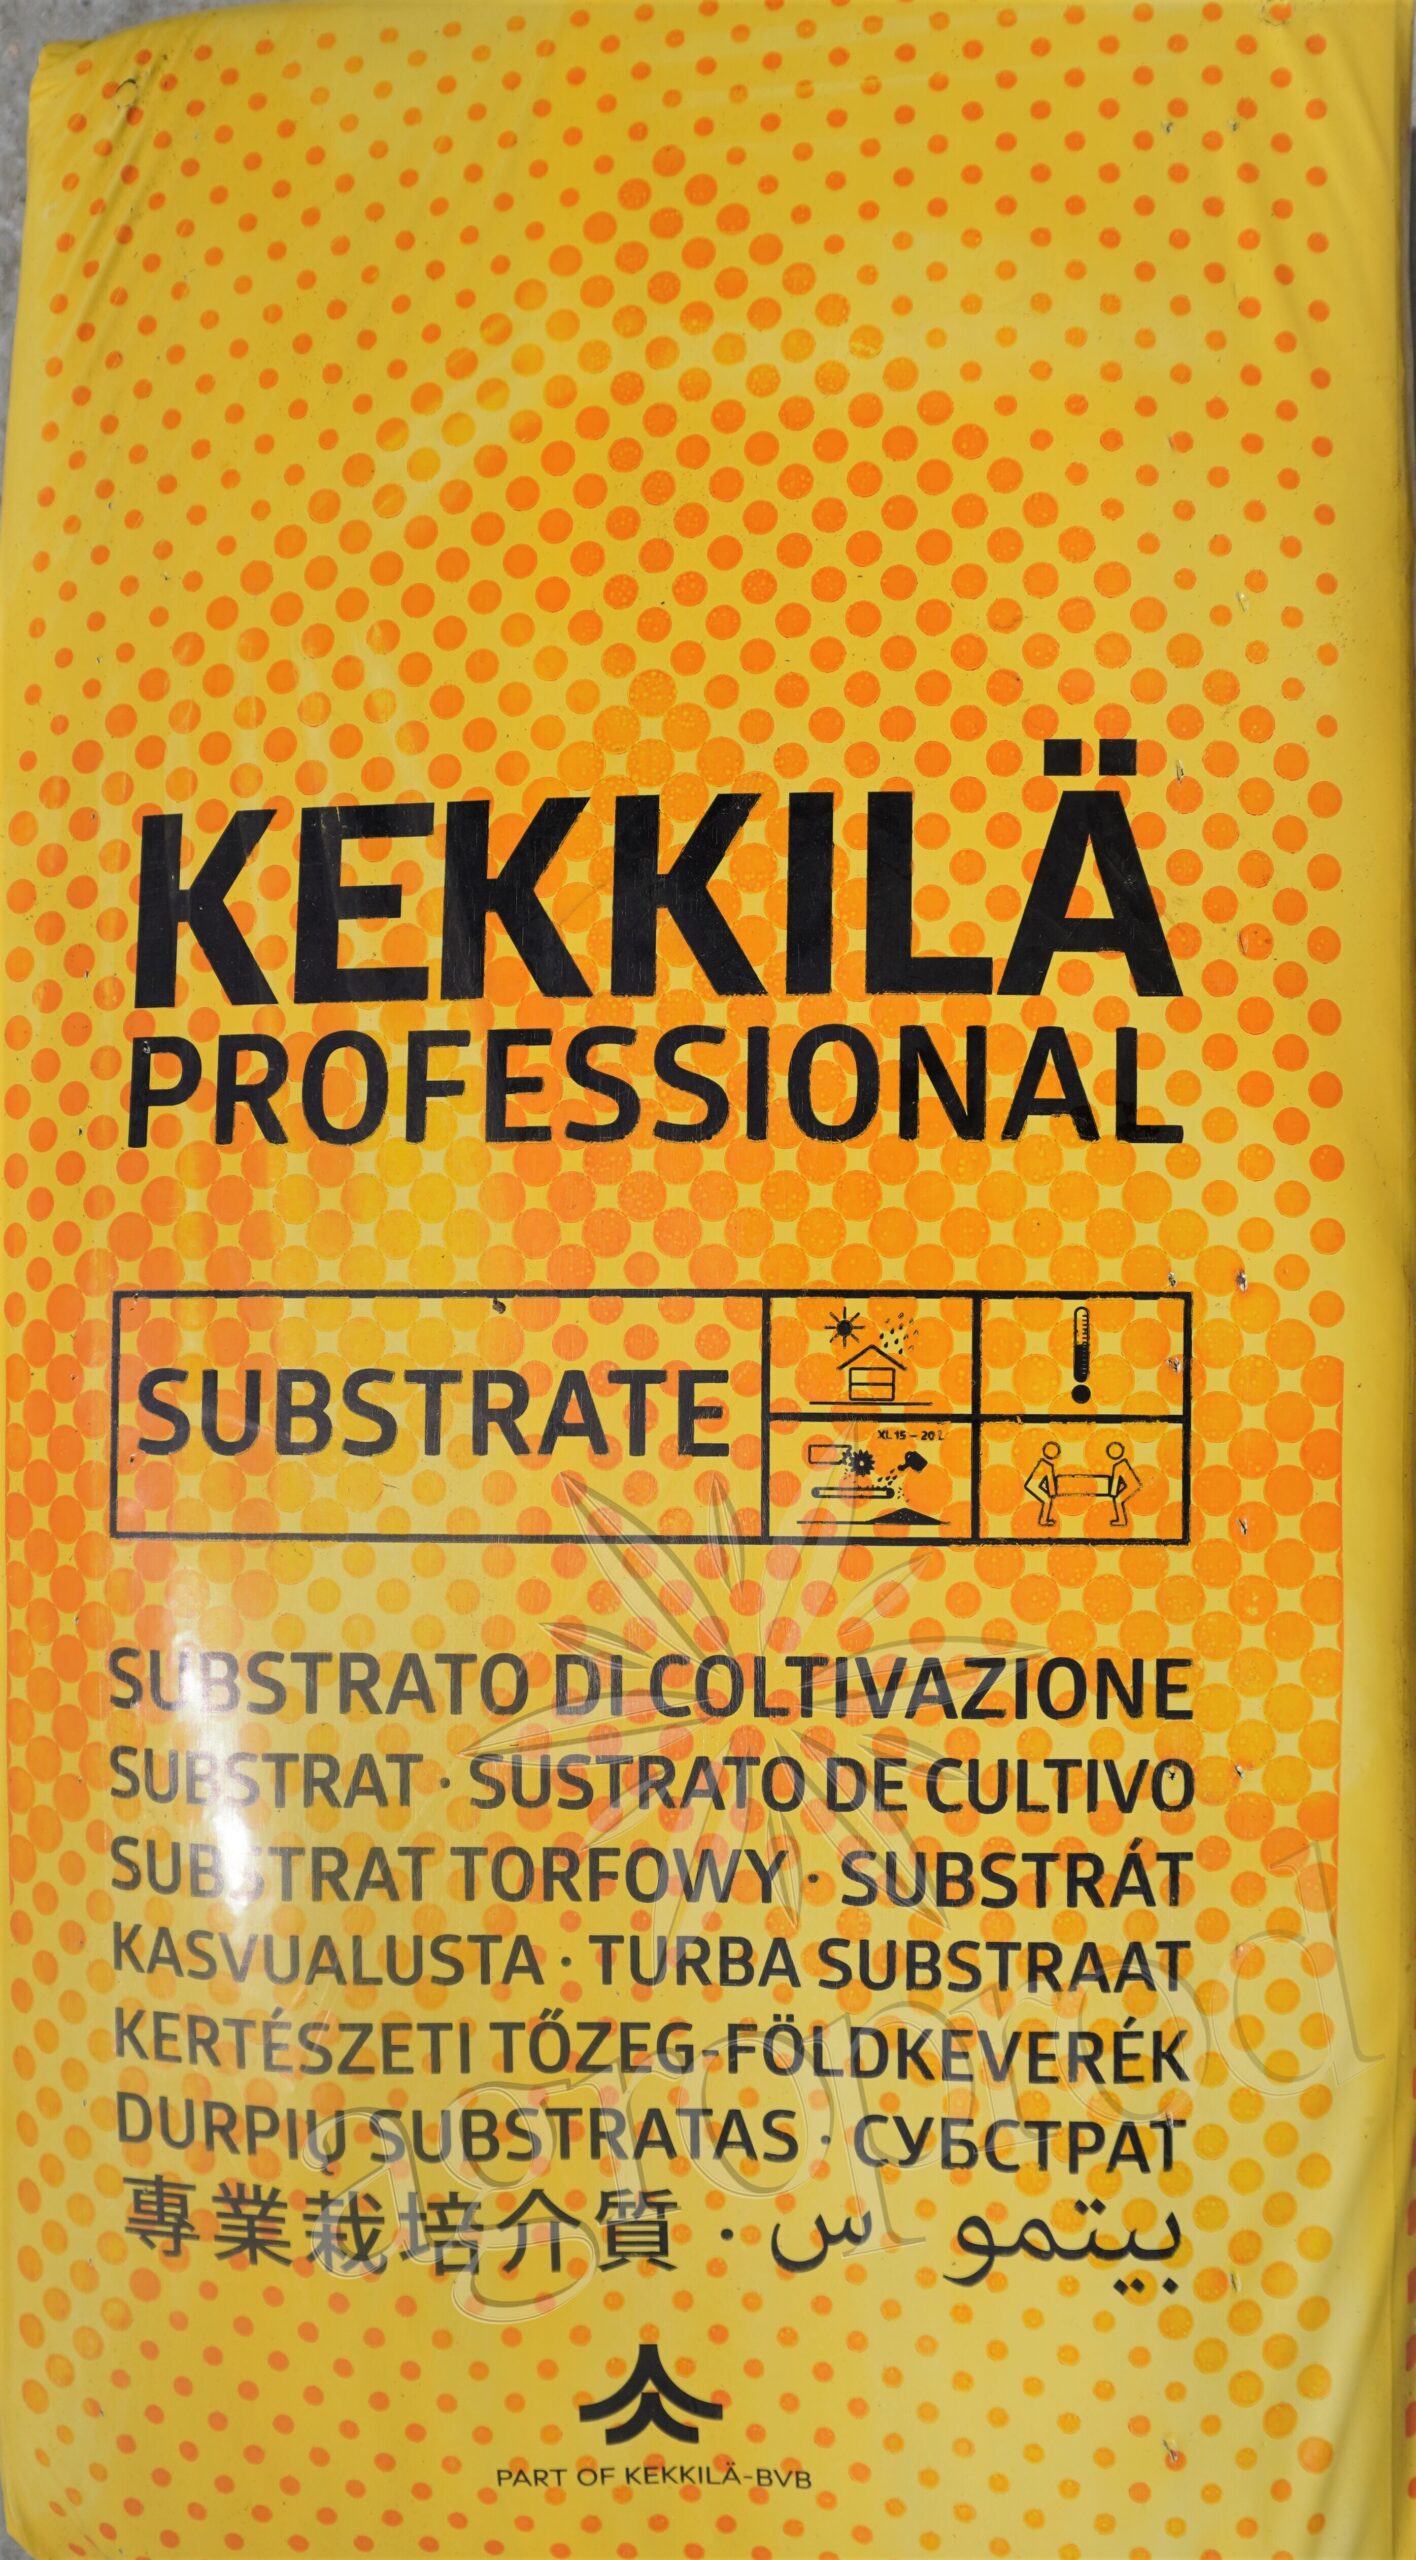 KEKKILÄ
PROFESSIONAL
SUBSTRATE
XL 15 – 20 L
SUBSTRATO DI COLTIVAZIONE
SUBSTRAT · SUSTRATO DE CULTIVO
SUBSTRAT TORFOWY · SUBSTRÁT
KASVUALUSTA · TURBA SUBSTRAAT
KERTÉSZETI TŐZEG-FÖLDKEVERÉK
DURPIŲ SUBSTRATAS · СУБСТРАТ
專業栽培介質 · بيتمو س
agroprod
PART OF KEKKILÄ-BVB